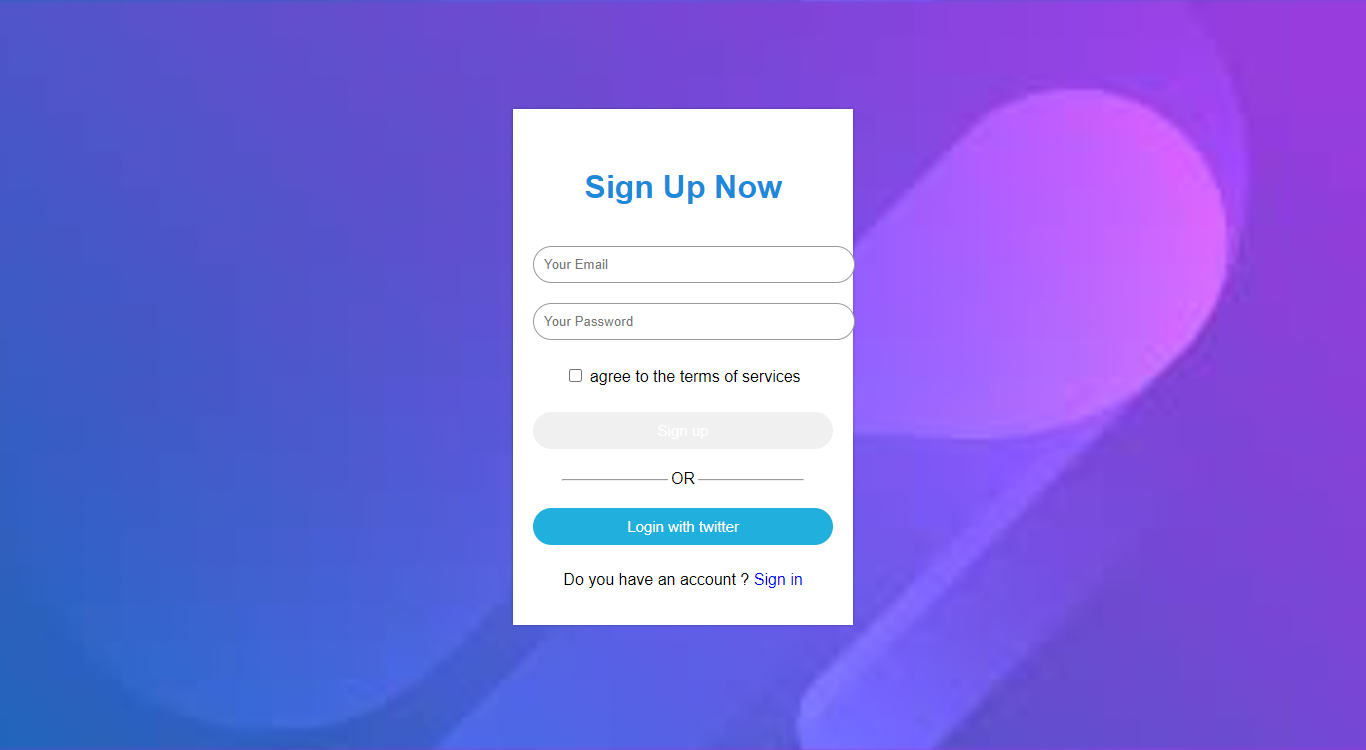 Sign Up Now
Your Email
Your Password
agree to the terms of services
Sign up
OR
Login with twitter
Do you have an account ? Sign in